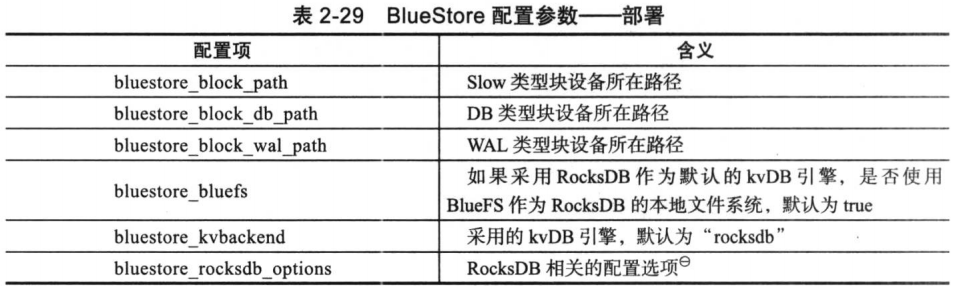 表 2-29 BlueStore 配置参数——部署
配置项 含义
bluestore_block_path Slow 类型块设备所在路径
bluestore_block_db_path DB 类型块设备所在路径
bluestore_block_wal_path WAL 类型块设备所在路径
bluestore_bluefs 如果采用 RocksDB 作为默认的 kvDB 引擎，是否使用
BlueFS 作为 RocksDB 的本地文件系统，默认为 true
bluestore_kvbackend 采用的 kvDB 引擎，默认为“rocksdb”
bluestore_rocksdb_options RocksDB 相关的配置选项㊀